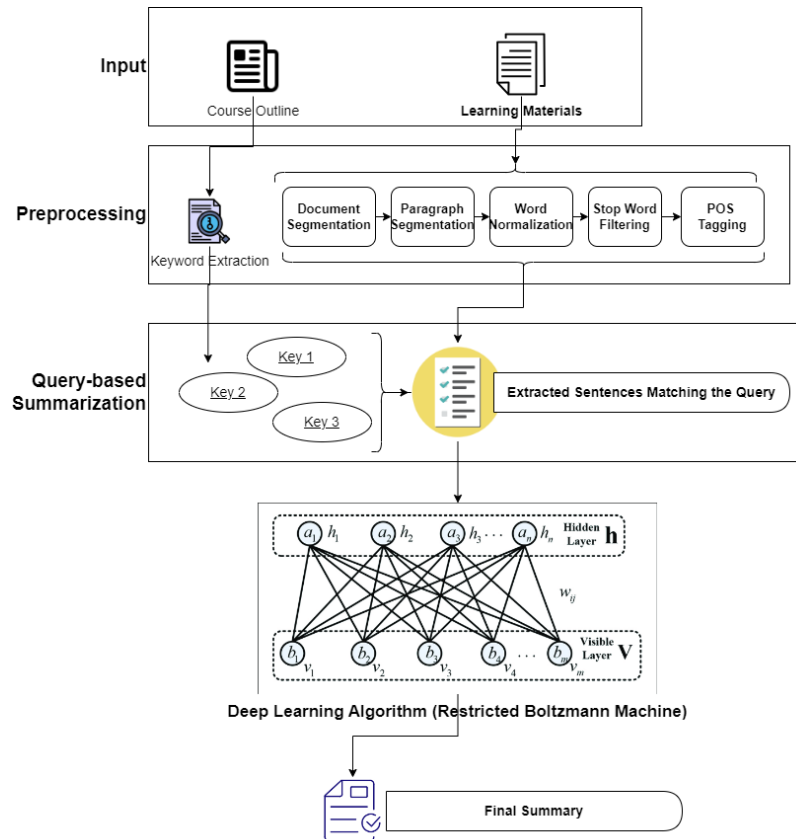 Input
Course Outline
Learning Materials
Preprocessing
Keyword Extraction
Document
Segmentation
Paragraph
Segmentation
Word
Normalization
Stop Word
Filtering
POS
Tagging
Query-based
Summarization
Key 1
Key 2
Key 3
Extracted Sentences Matching the Query
a1 h1 a2 h2 a3 h3 ··· an hn
Hidden
Layer h
wij
b1 v1 b2 v2 b3 v3 b4 v4 ··· bm vm
Visible
Layer V
Deep Learning Algorithm (Restricted Boltzmann Machine)
Final Summary